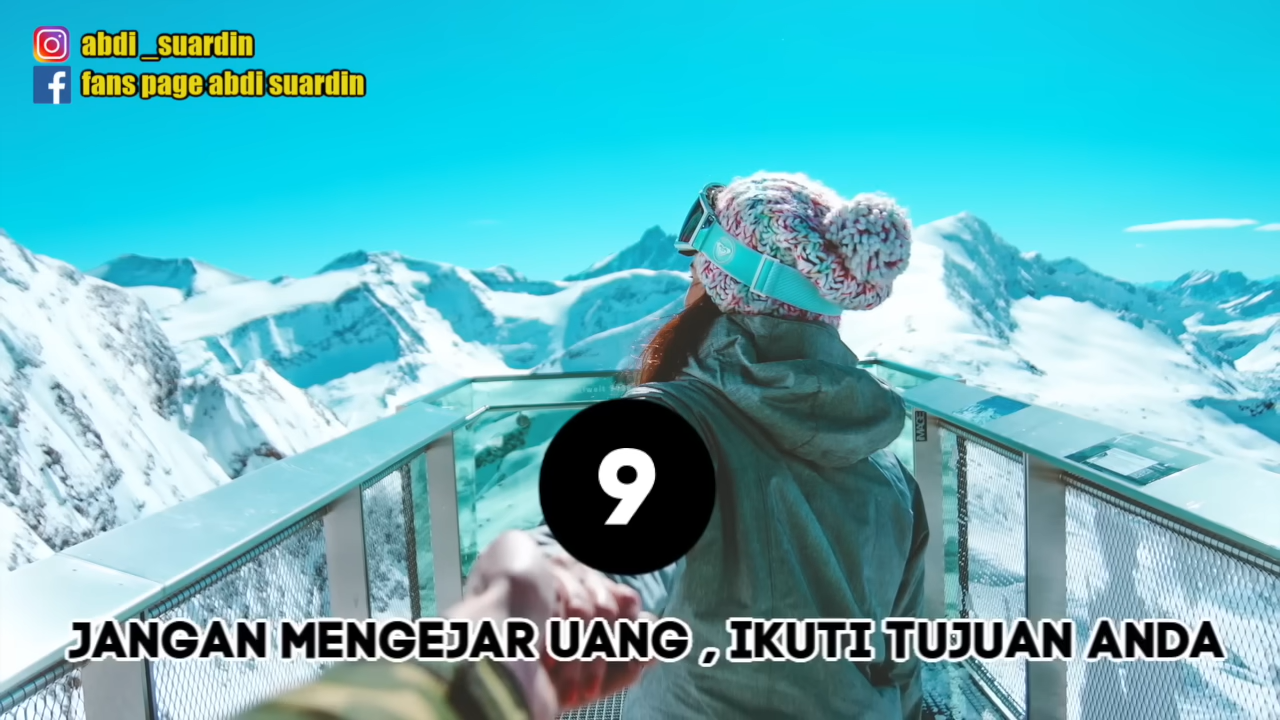 abdi _suardin
fans page abdi suardin
9
JANGAN MENGEJAR UANG , IKUTI TUJUAN ANDA